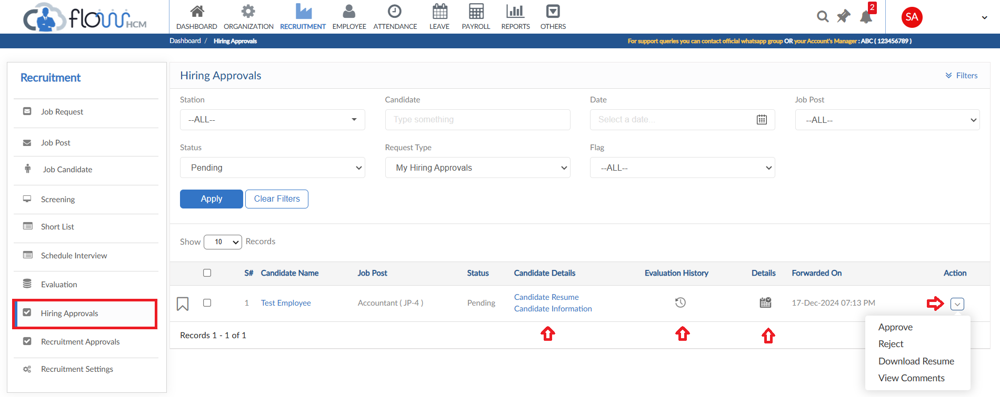 flow HCM
DASHBOARD ORGANIZATION RECRUITMENT EMPLOYEE ATTENDANCE LEAVE PAYROLL REPORTS OTHERS
2
SA
Dashboard / Hiring Approvals
For support queries you can contact official whatsapp group OR your Account's Manager : ABC ( 123456789 )
Recruitment
Job Request
Job Post
Job Candidate
Screening
Short List
Schedule Interview
Evaluation
Hiring Approvals
Recruitment Approvals
Recruitment Settings
Hiring Approvals
Filters
Station Candidate Date Job Post
--ALL-- Type something Select a date... --ALL--
Status Request Type Flag
Pending My Hiring Approvals --ALL--
Apply Clear Filters
Show 10 Records
S# Candidate Name Job Post Status Candidate Details Evaluation History Details Forwarded On Action
1 Test Employee Accountant ( JP-4 ) Pending Candidate Resume 17-Dec-2024 07:13 PM
Candidate Information
Records 1 - 1 of 1
Approve
Reject
Download Resume
View Comments